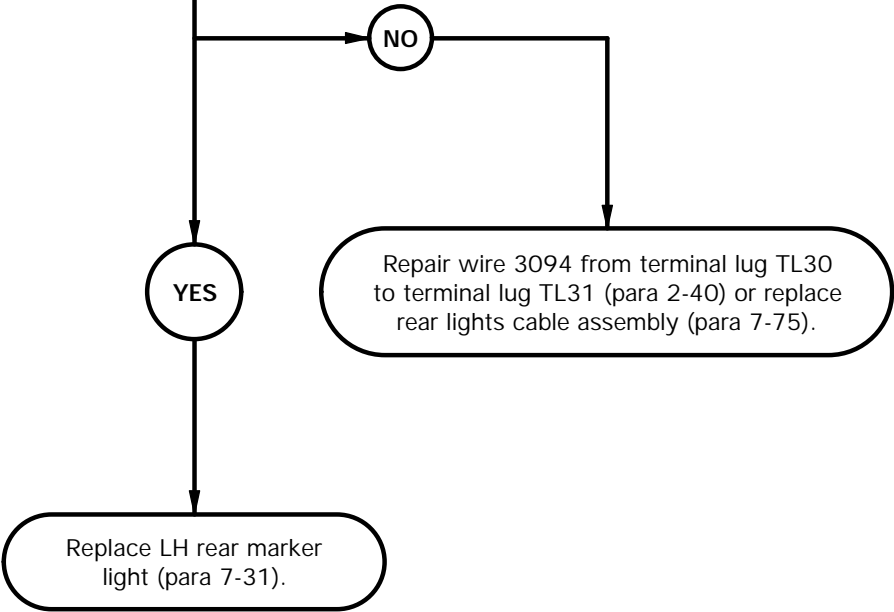 NO
YES
Repair wire 3094 from terminal lug TL30
to terminal lug TL31 (para 2-40) or replace
rear lights cable assembly (para 7-75).
Replace LH rear marker
light (para 7-31).